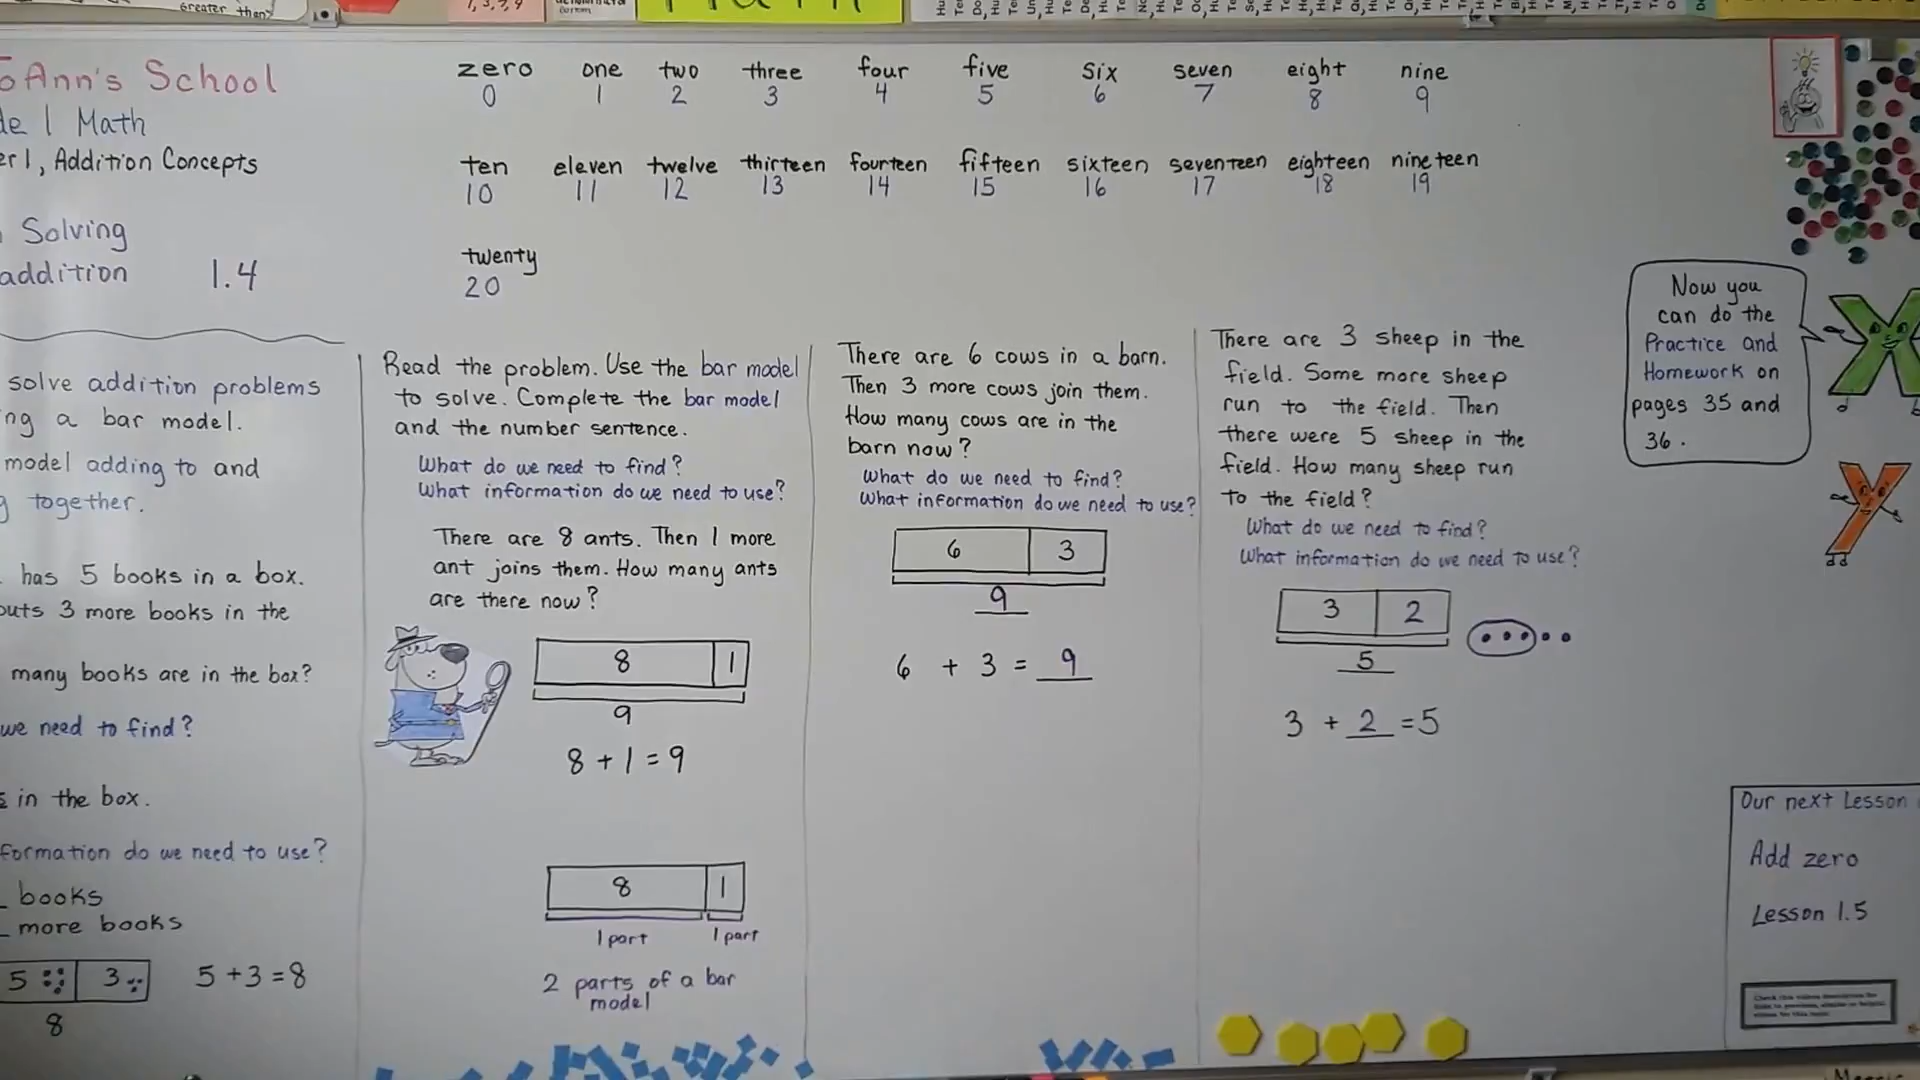 Greater than
1, 3, 7, 9
oAnn's School
de 1 Math
er 1, Addition Concepts
Solving
addition 1.4
zero one two three four five six seven eight nine
0 1 2 3 4 5 6 7 8 9
ten eleven twelve thirteen fourteen fifteen sixteen seventeen eighteen nineteen
10 11 12 13 14 15 16 17 18 19
twenty
20
solve addition problems
ng a bar model.
model adding to and
g together.
has 5 books in a box.
outs 3 more books in the
many books are in the box?
we need to find?
s in the box.
formation do we need to use?
books
more books
5 3 5 + 3 = 8
8
Read the problem. Use the bar model
to solve. Complete the bar model
and the number sentence.
What do we need to find?
What information do we need to use?
There are 8 ants. Then 1 more
ant joins them. How many ants
are there now?
8 1
9
8 + 1 = 9
8 1
1 part 1 part
2 parts of a bar
model
There are 6 cows in a barn.
Then 3 more cows join them.
How many cows are in the
barn now?
What do we need to find?
What information do we need to use?
6 3
9
6 + 3 = 9
There are 3 sheep in the
field. Some more sheep
run to the field. Then
there were 5 sheep in the
field. How many sheep run
to the field?
What do we need to find?
What information do we need to use?
3 2
5
3 + 2 = 5
Now you
can do the
Practice and
Homework on
pages 35 and
36.
X
Y
Our next Lesson
Add zero
Lesson 1.5